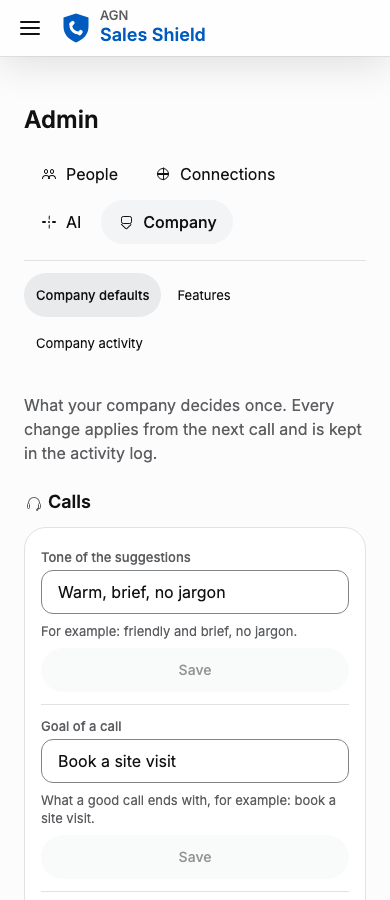 AGN
Sales Shield
Admin
People
Connections
AI
Company
Company defaults
Features
Company activity
What your company decides once. Every
change applies from the next call and is kept
in the activity log.
Calls
Tone of the suggestions
Warm, brief, no jargon
For example: friendly and brief, no jargon.
Save
Goal of a call
Book a site visit
What a good call ends with, for example: book a
site visit.
Save